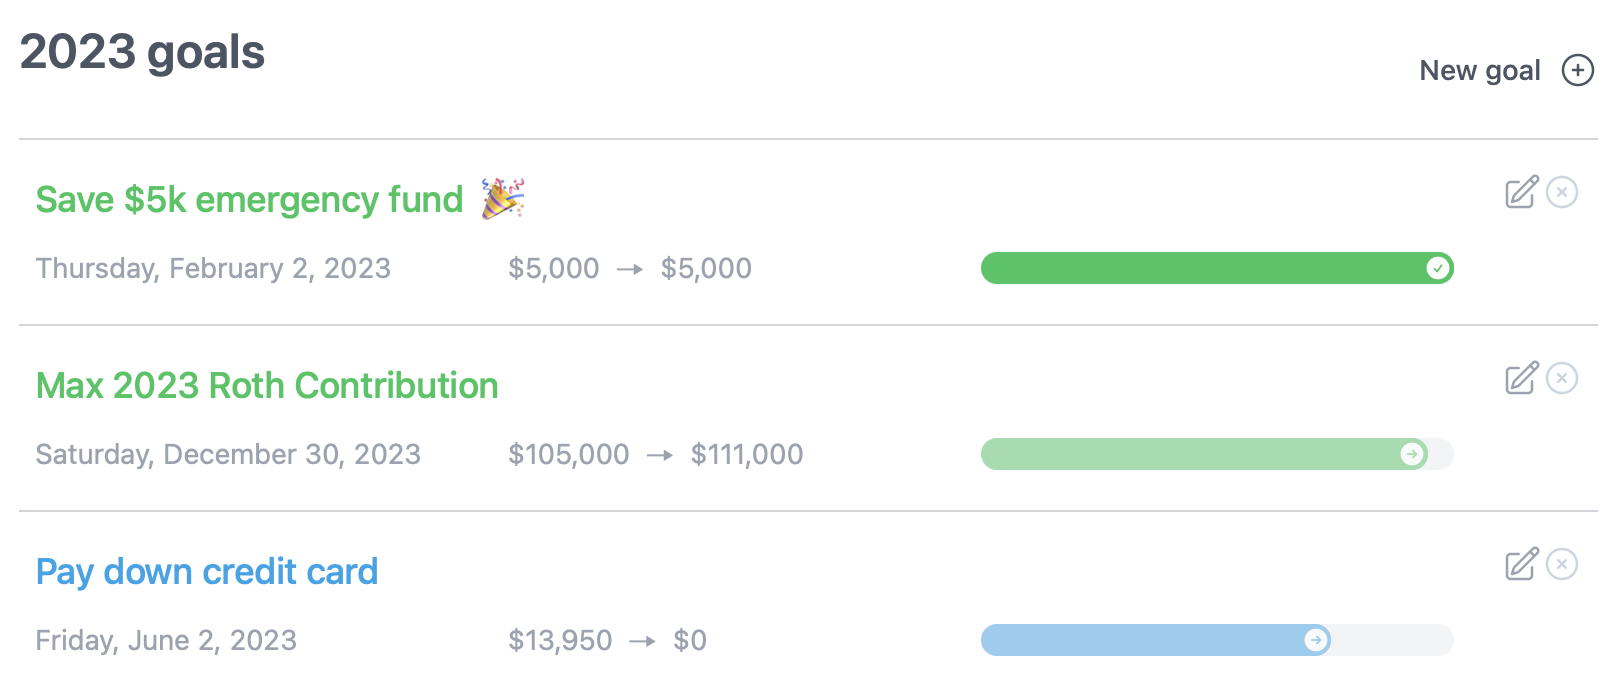 2023 goals
New goal
Save $5k emergency fund 🎉
Thursday, February 2, 2023 $5,000 → $5,000
Max 2023 Roth Contribution
Saturday, December 30, 2023 $105,000 → $111,000
Pay down credit card
Friday, June 2, 2023 $13,950 → $0